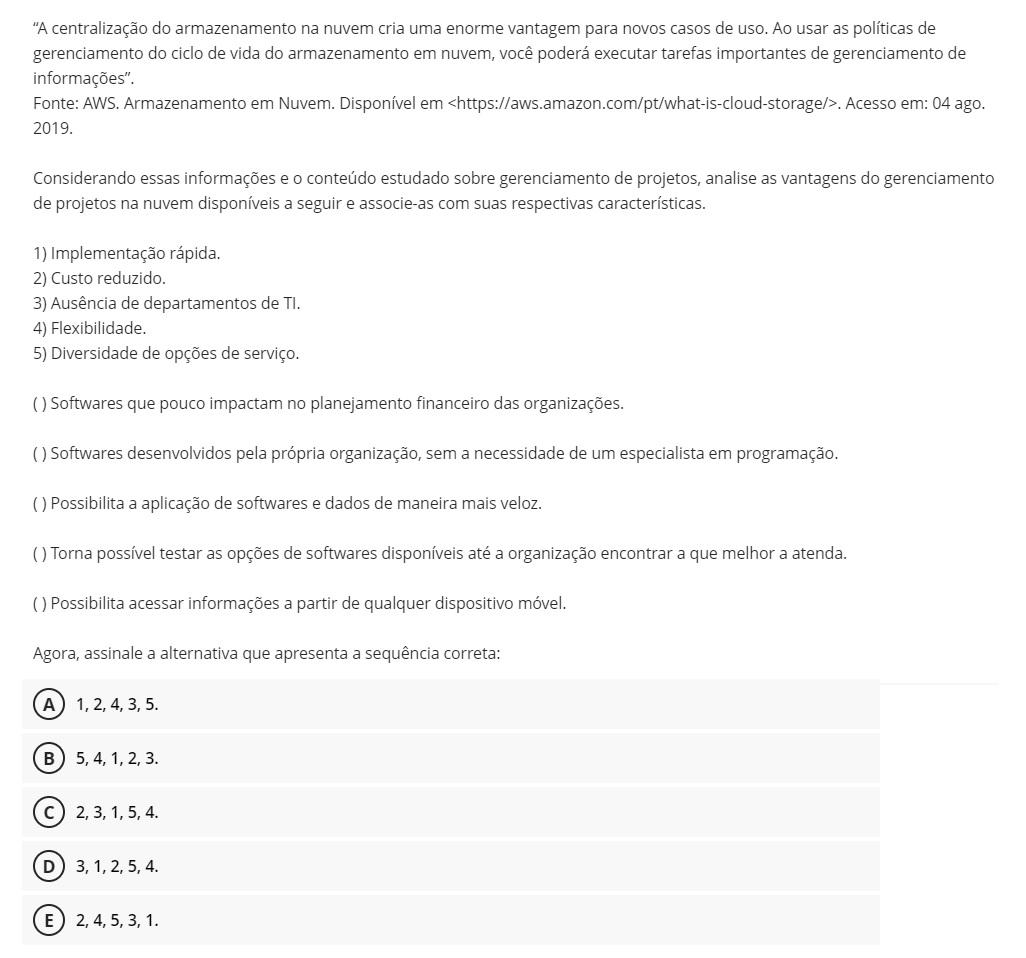 “A centralização do armazenamento na nuvem cria uma enorme vantagem para novos casos de uso. Ao usar as políticas de
gerenciamento do ciclo de vida do armazenamento em nuvem, você poderá executar tarefas importantes de gerenciamento de
informações”.
Fonte: AWS. Armazenamento em Nuvem. Disponível em <https://aws.amazon.com/pt/what-is-cloud-storage/>. Acesso em: 04 ago.
2019.
Considerando essas informações e o conteúdo estudado sobre gerenciamento de projetos, analise as vantagens do gerenciamento
de projetos na nuvem disponíveis a seguir e associe-as com suas respectivas características.
1) Implementação rápida.
2) Custo reduzido.
3) Ausência de departamentos de TI.
4) Flexibilidade.
5) Diversidade de opções de serviço.
( ) Softwares que pouco impactam no planejamento financeiro das organizações.
( ) Softwares desenvolvidos pela própria organização, sem a necessidade de um especialista em programação.
( ) Possibilita a aplicação de softwares e dados de maneira mais veloz.
( ) Torna possível testar as opções de softwares disponíveis até a organização encontrar a que melhor a atenda.
( ) Possibilita acessar informações a partir de qualquer dispositivo móvel.
Agora, assinale a alternativa que apresenta a sequência correta:
A 1, 2, 4, 3, 5.
B 5, 4, 1, 2, 3.
C 2, 3, 1, 5, 4.
D 3, 1, 2, 5, 4.
E 2, 4, 5, 3, 1.